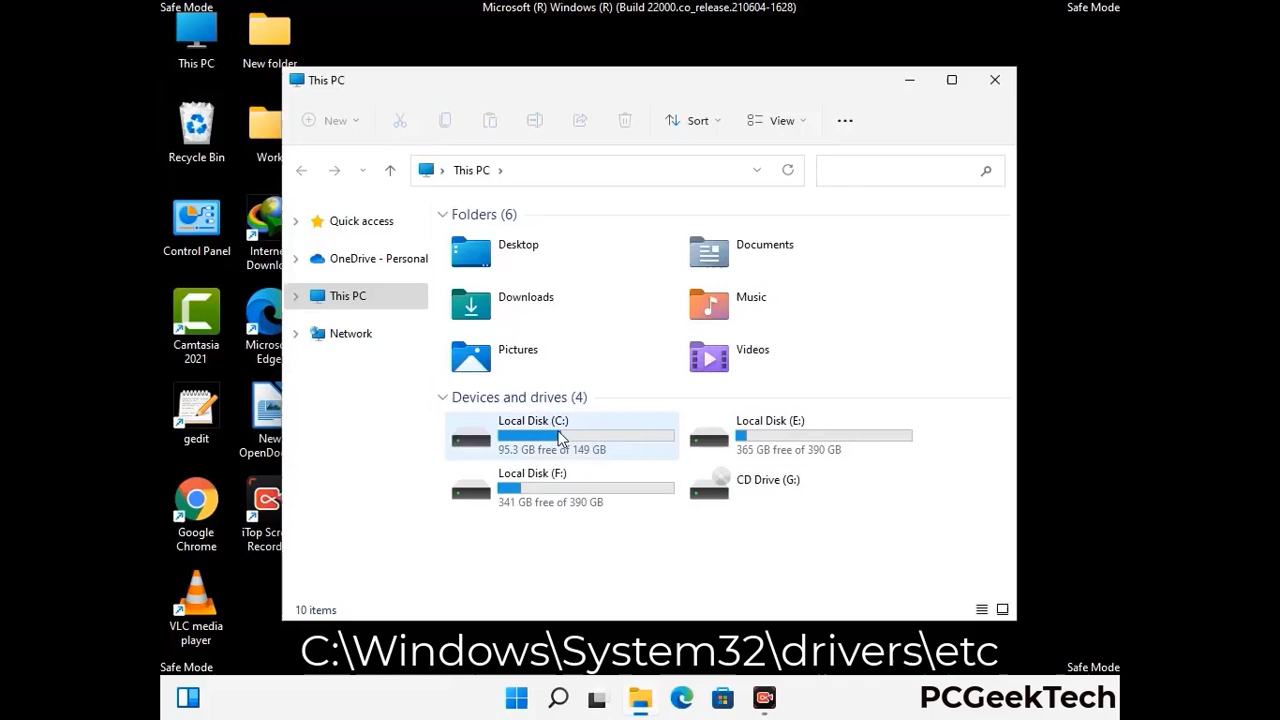 Safe Mode
Microsoft (R) Windows (R) (Build 22000.co_release.210604-1628)
Safe Mode
This PC
New folder
Recycle Bin
Work
Control Panel
Intern
Downlo
Camtasia
2021
Micros
Edge
gedit
New
OpenDo
Google
Chrome
iTop Scr
Record
VLC media
player
This PC
New
Sort
View
This PC
Quick access
OneDrive - Personal
This PC
Network
Folders (6)
Desktop
Documents
Downloads
Music
Pictures
Videos
Devices and drives (4)
Local Disk (C:)
95.3 GB free of 149 GB
Local Disk (E:)
365 GB free of 390 GB
Local Disk (F:)
341 GB free of 390 GB
CD Drive (G:)
10 items
C:\Windows\System32\drivers\etc
Safe Mode
Safe Mode
PCGeekTech